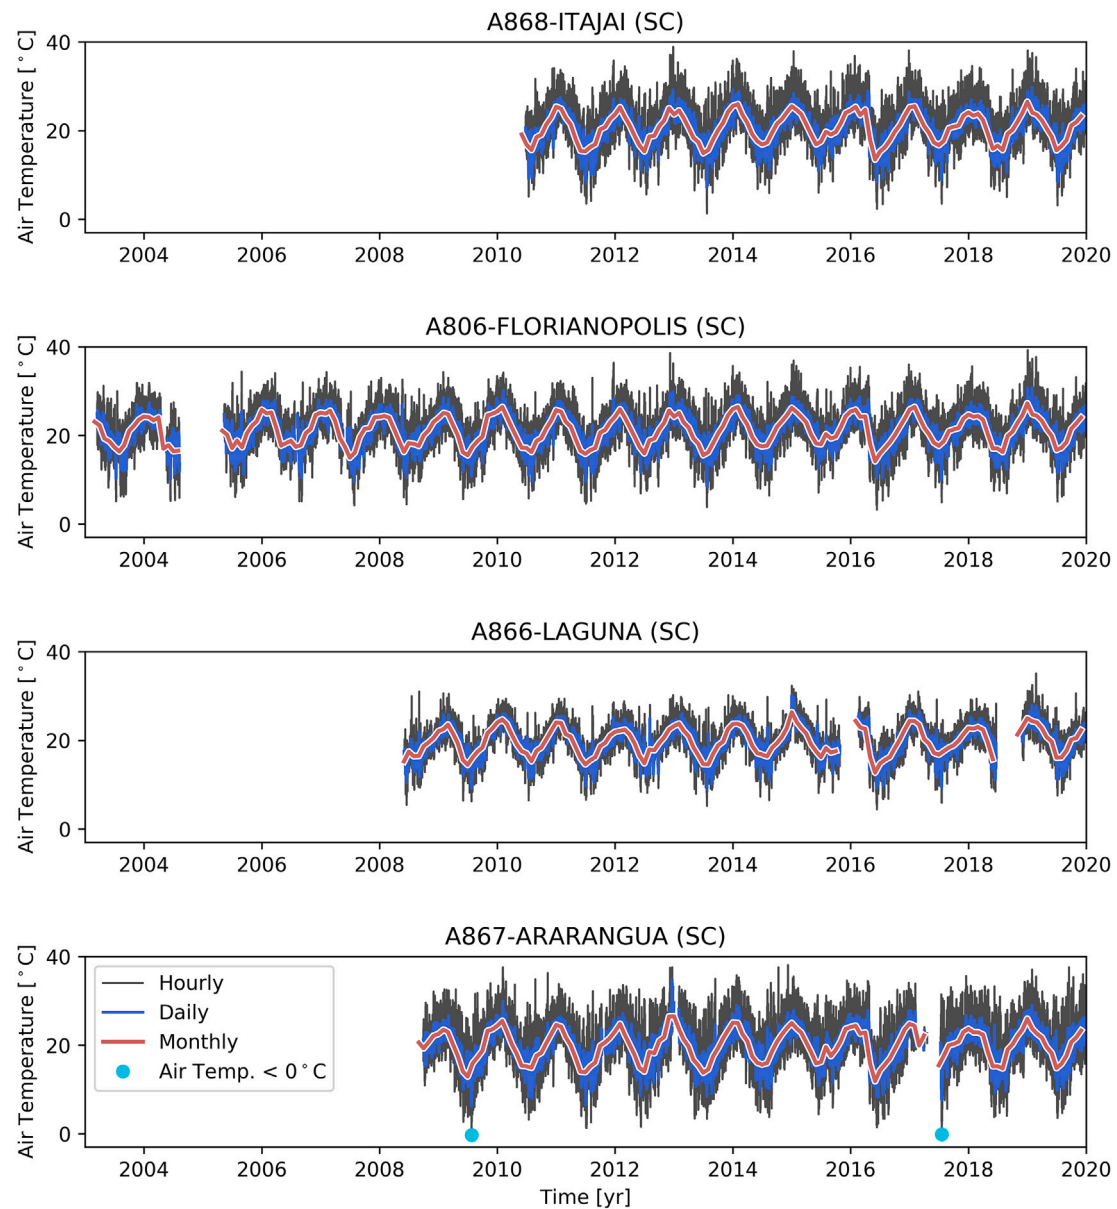 A868-ITAJAI (SC)
Air Temperature [°C]
40
20
0
2004 2006 2008 2010 2012 2014 2016 2018 2020
A806-FLORIANOPOLIS (SC)
Air Temperature [°C]
40
20
0
2004 2006 2008 2010 2012 2014 2016 2018 2020
A866-LAGUNA (SC)
Air Temperature [°C]
40
20
0
2004 2006 2008 2010 2012 2014 2016 2018 2020
A867-ARARANGUA (SC)
Air Temperature [°C]
40
20
0
Hourly
Daily
Monthly
Air Temp. < 0°C
2004 2006 2008 2010 2012 2014 2016 2018 2020
Time [yr]